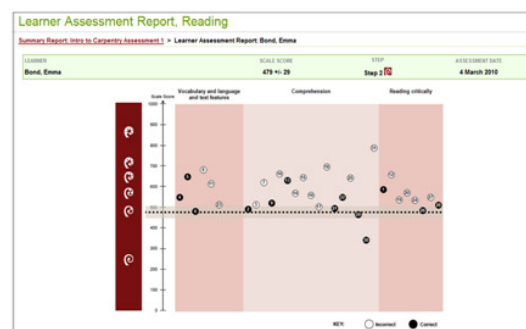 Learner Assessment Report, Reading
Summary Report: Intro to Carpentry Assessment 1 > Learner Assessment Report: Bond, Emma
LEARNER SCALE SCORE STEP ASSESSMENT DATE
Bond, Emma 479 +/- 29 Step 2 4 March 2010
Scale Score
Vocabulary and language and text features
Comprehension
Reading critically
1000
900
800
700
600
500
400
300
200
100
0
KEY: Incorrect Correct